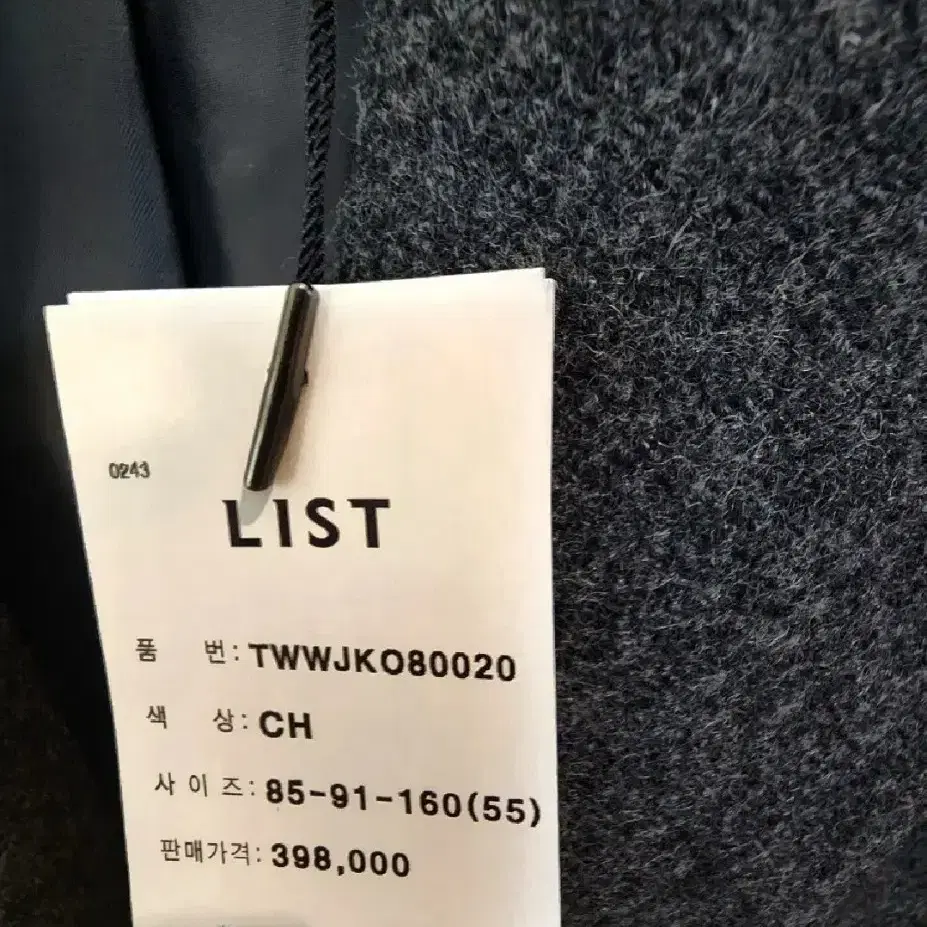 0243
LIST
품 번: TWWJKO80020
색 상: CH
사 이 즈: 85-91-160(55)
판매가격: 398,000